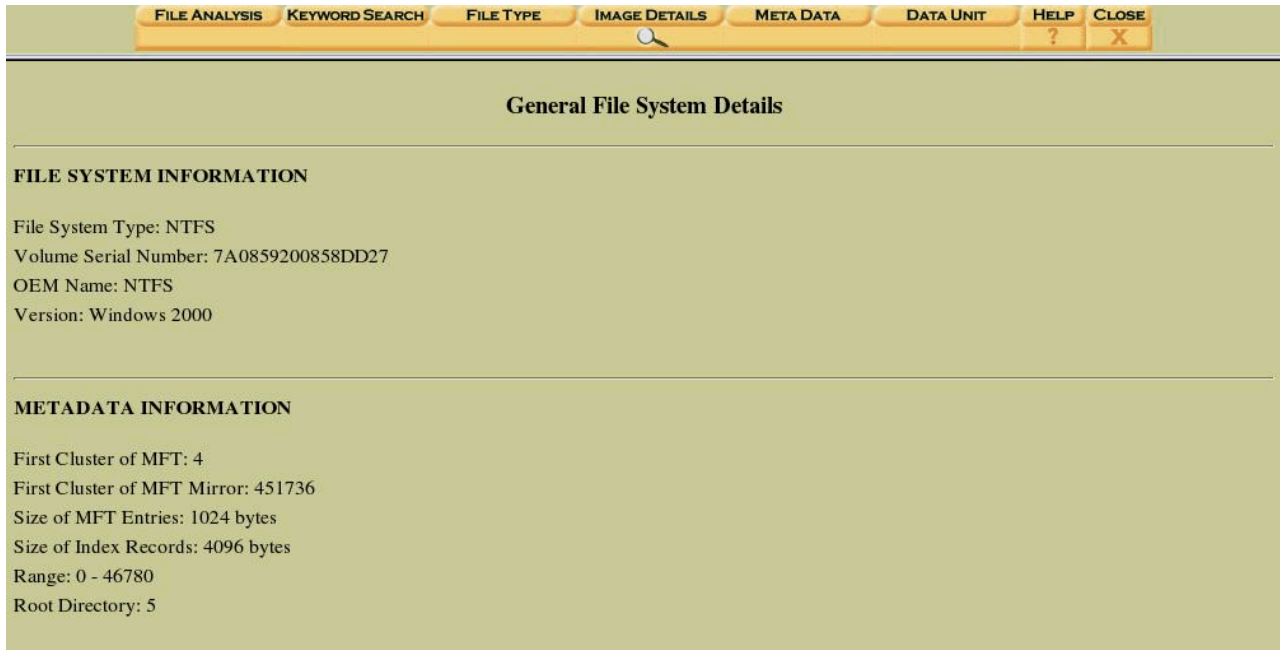 FILE ANALYSIS KEYWORD SEARCH FILE TYPE IMAGE DETAILS META DATA DATA UNIT HELP CLOSE
? X
General File System Details
FILE SYSTEM INFORMATION
File System Type: NTFS
Volume Serial Number: 7A0859200858DD27
OEM Name: NTFS
Version: Windows 2000
METADATA INFORMATION
First Cluster of MFT: 4
First Cluster of MFT Mirror: 451736
Size of MFT Entries: 1024 bytes
Size of Index Records: 4096 bytes
Range: 0 - 46780
Root Directory: 5